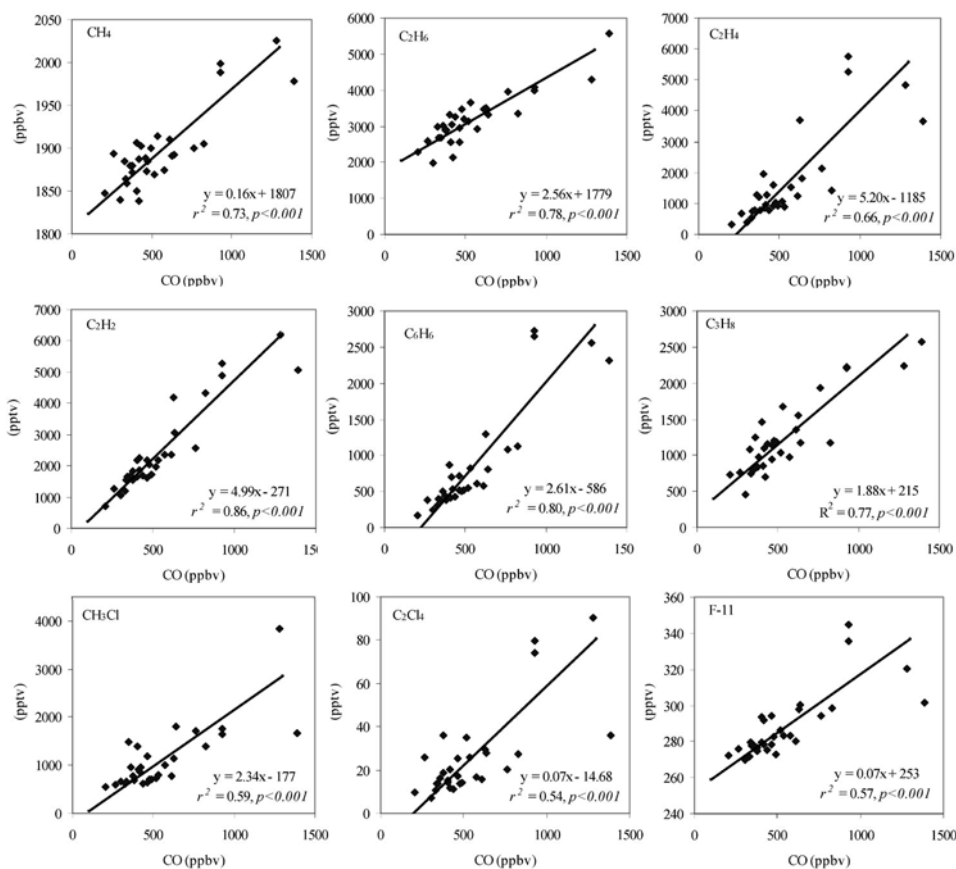 CH4
2050
2000
1950
1900
1850
1800
(ppbv)
y = 0.16x + 1807
r2 = 0.73, p<0.001
0 500 1000 1500
CO (ppbv)
C2H6
6000
5000
4000
3000
2000
1000
0
(pptv)
y = 2.56x + 1779
r2 = 0.78, p<0.001
0 500 1000 1500
CO (ppbv)
C2H4
7000
6000
5000
4000
3000
2000
1000
0
(pptv)
y = 5.20x - 1185
r2 = 0.66, p<0.001
0 500 1000 1500
CO (ppbv)
C2H2
7000
6000
5000
4000
3000
2000
1000
0
(pptv)
y = 4.99x - 271
r2 = 0.86, p<0.001
0 500 1000 1500
CO (ppbv)
C6H6
3000
2500
2000
1500
1000
500
0
(pptv)
y = 2.61x - 586
r2 = 0.80, p<0.001
0 500 1000 1500
CO (ppbv)
C3H8
3000
2500
2000
1500
1000
500
0
(pptv)
y = 1.88x + 215
R2 = 0.77, p<0.001
0 500 1000 1500
CO (ppbv)
CH3Cl
4000
3000
2000
1000
0
(pptv)
y = 2.34x - 177
r2 = 0.59, p<0.001
0 500 1000 1500
CO (ppbv)
C2Cl4
100
80
60
40
20
0
(pptv)
y = 0.07x - 14.68
r2 = 0.54, p<0.001
0 500 1000 1500
CO (ppbv)
F-11
360
340
320
300
280
260
240
(pptv)
y = 0.07x + 253
r2 = 0.57, p<0.001
0 500 1000 1500
CO (ppbv)